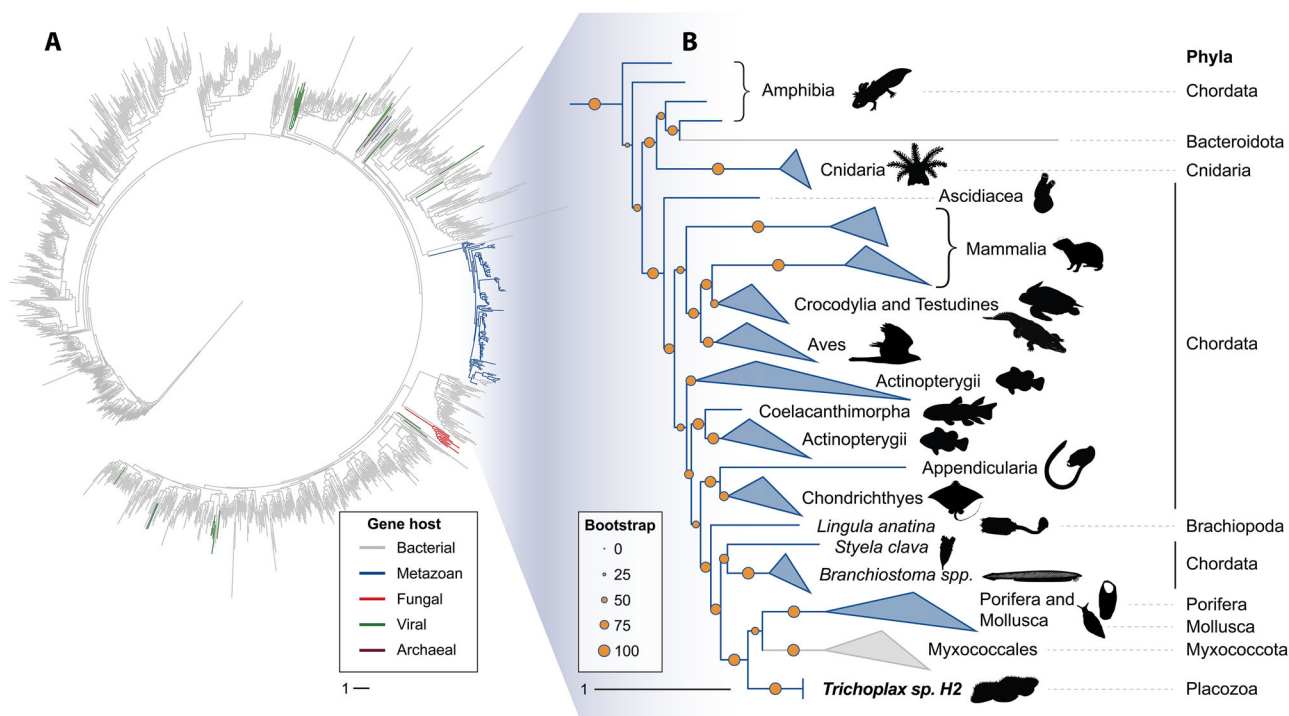 A
B
Phyla
Amphibia
Chordata
Bacteroidota
Cnidaria
Cnidaria
Ascidiacea
Mammalia
Crocodylia and Testudines
Aves
Chordata
Actinopterygii
Coelacanthimorpha
Actinopterygii
Appendicularia
Chondrichthyes
Lingula anatina
Brachiopoda
Styela clava
Chordata
Branchiostoma spp.
Porifera and
Mollusca
Porifera
Mollusca
Myxococcales
Myxococcota
Trichoplax sp. H2
Placozoa
Gene host
Bacterial
Metazoan
Fungal
Viral
Archaeal
1
Bootstrap
0
25
50
75
100
1